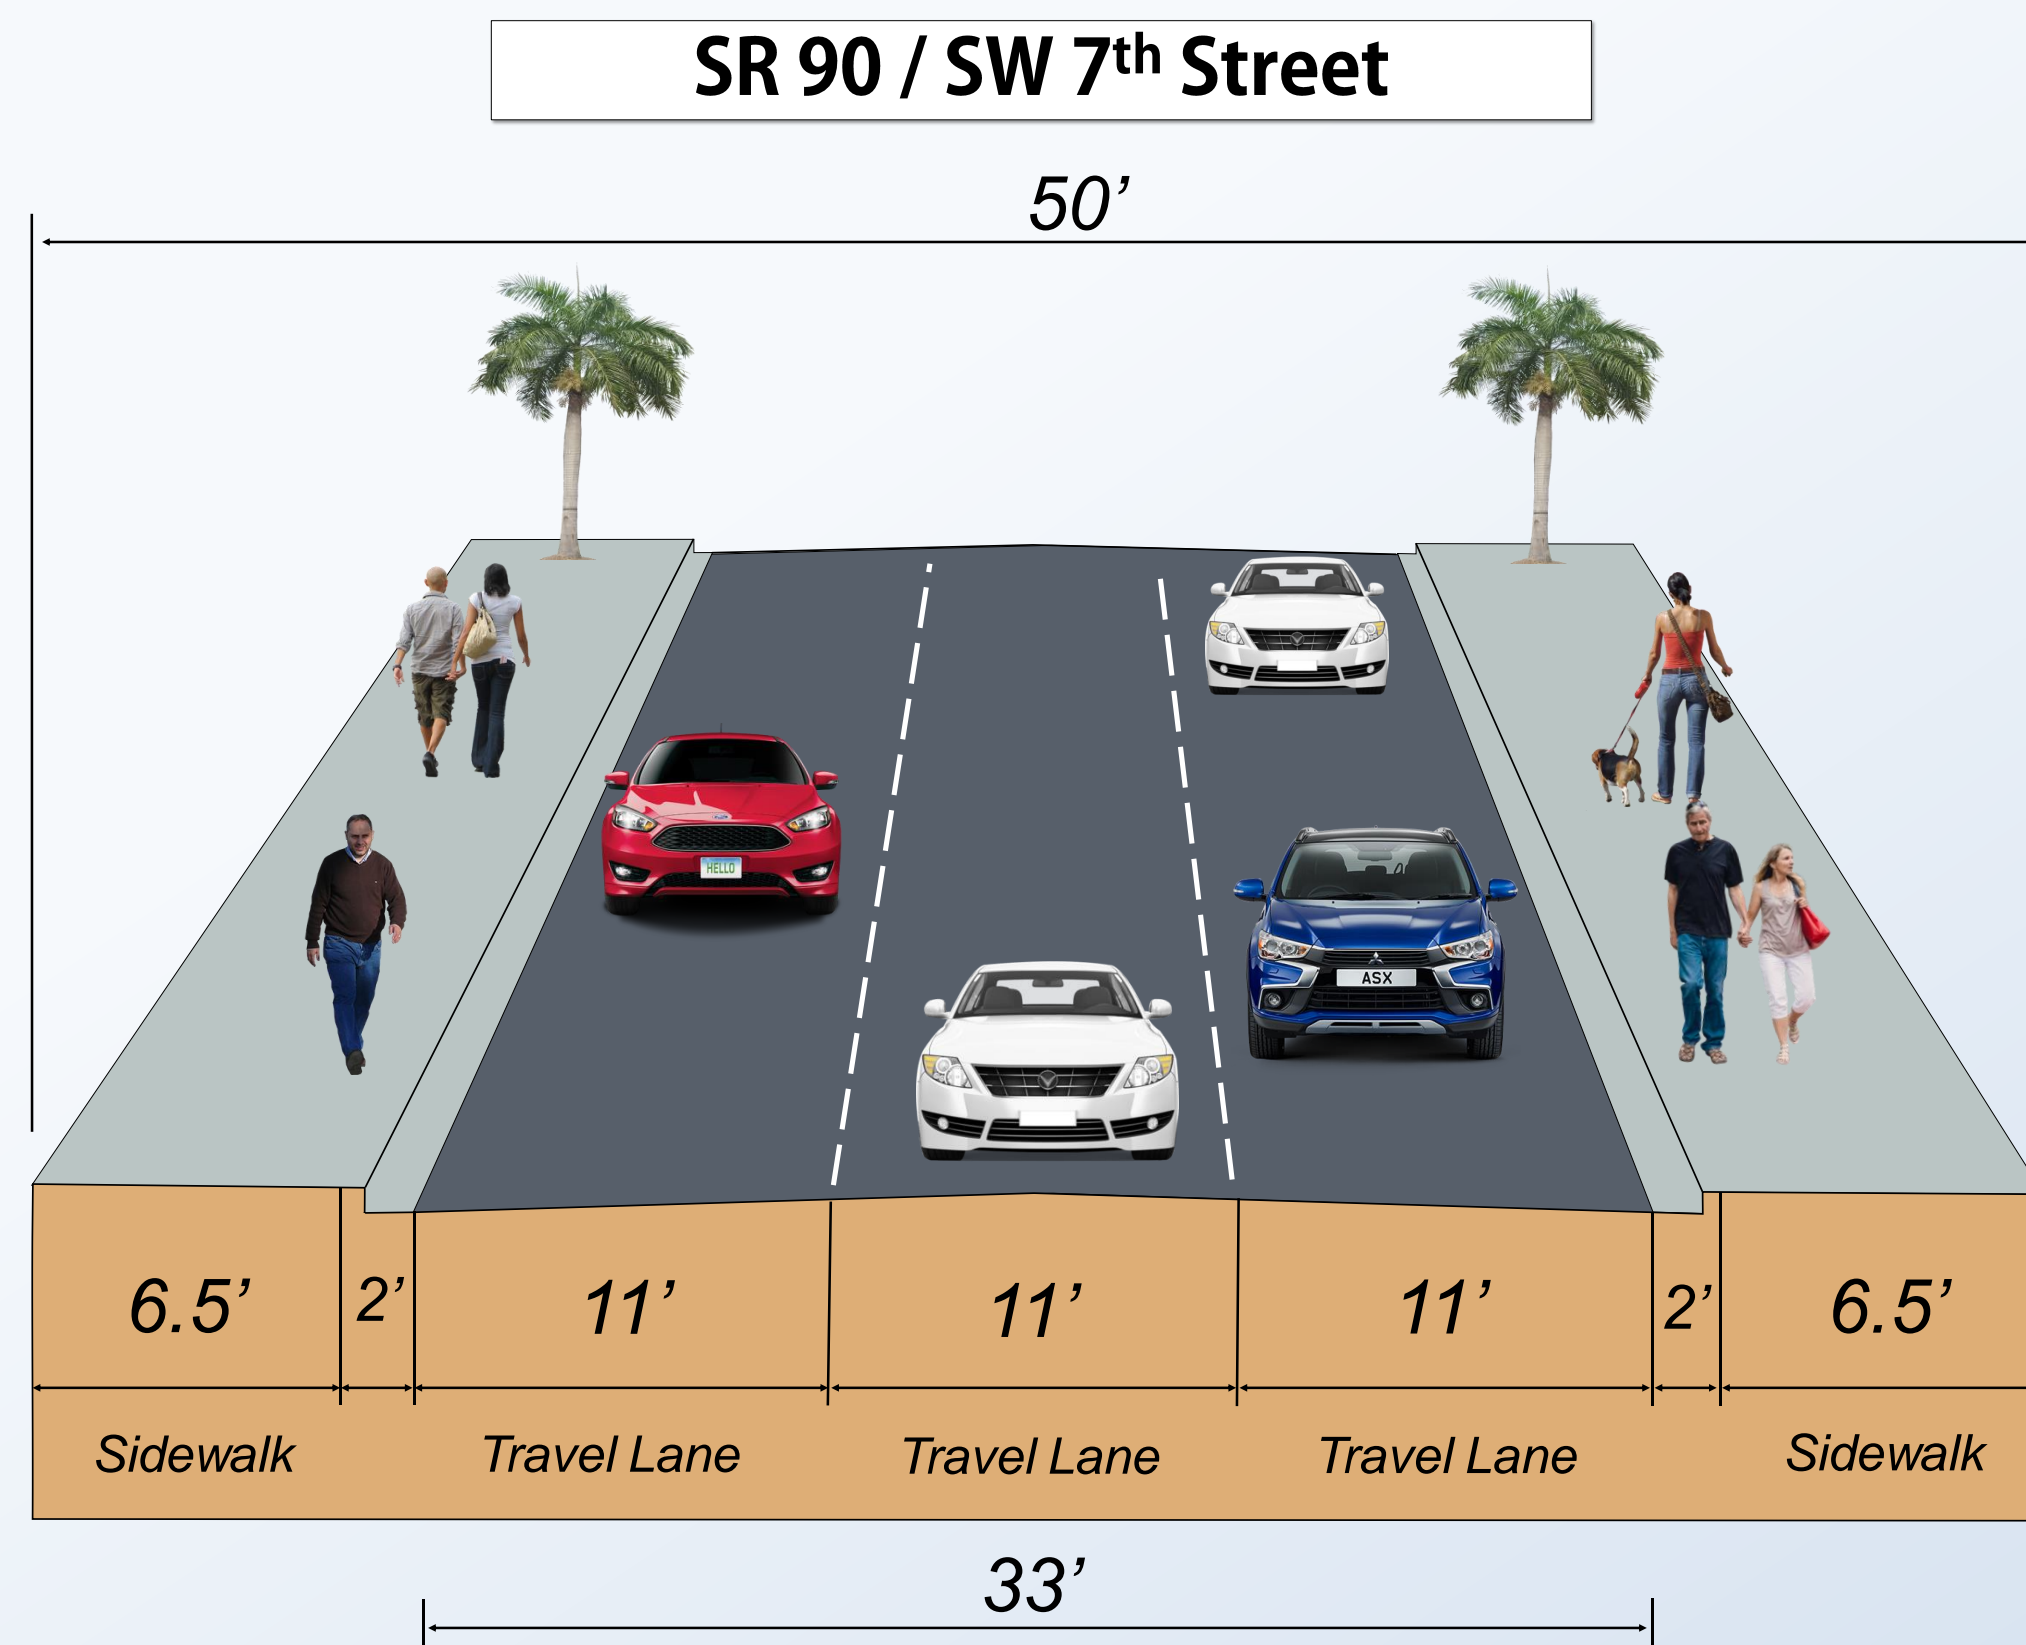 SR 90 / SW 7th Street
50’
HELLO
ASX
6.5’ 2’ 11’ 11’ 11’ 2’ 6.5’
Sidewalk Travel Lane Travel Lane Travel Lane Sidewalk
33’